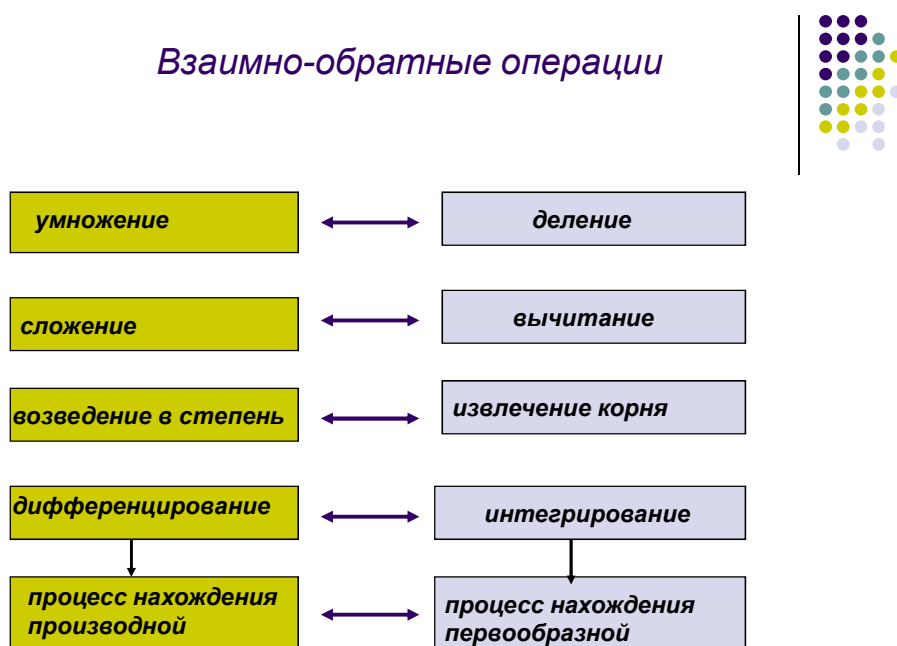 Взаимно-обратные операции
умножение
деление
сложение
вычитание
возведение в степень
извлечение корня
дифференцирование
интегрирование
процесс нахождения
производной
процесс нахождения
первообразной